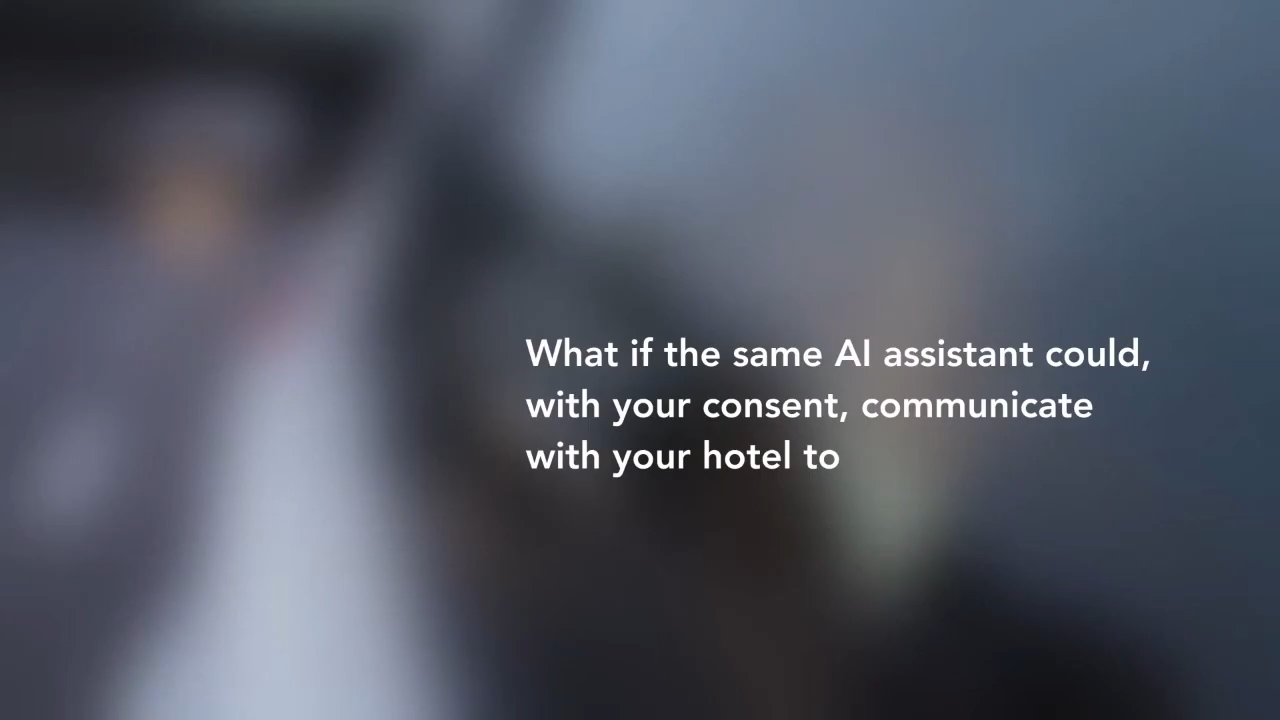 What if the same AI assistant could,
with your consent, communicate
with your hotel to